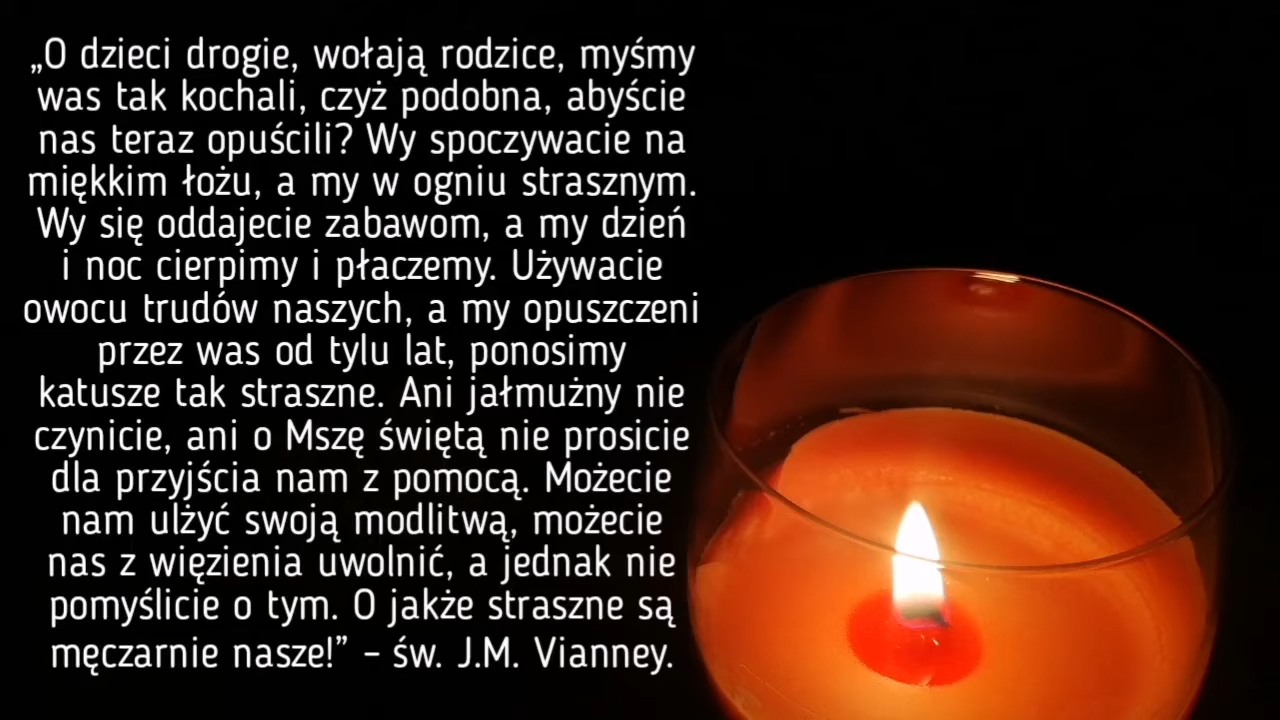 „O dzieci drogie, wołają rodzice, myśmy
was tak kochali, czyż podobna, abyście
nas teraz opuścili? Wy spoczywacie na
miękkim łożu, a my w ogniu strasznym.
Wy się oddajecie zabawom, a my dzień
i noc cierpimy i płaczemy. Używacie
owocu trudów naszych, a my opuszczeni
przez was od tylu lat, ponosimy
katusze tak straszne. Ani jałmużny nie
czynicie, ani o Mszę świętą nie prosicie
dla przyjścia nam z pomocą. Możecie
nam ulżyć swoją modlitwą, możecie
nas z więzienia uwolnić, a jednak nie
pomyślicie o tym. O jakże straszne są
męczarnie nasze!” – św. J.M. Vianney.